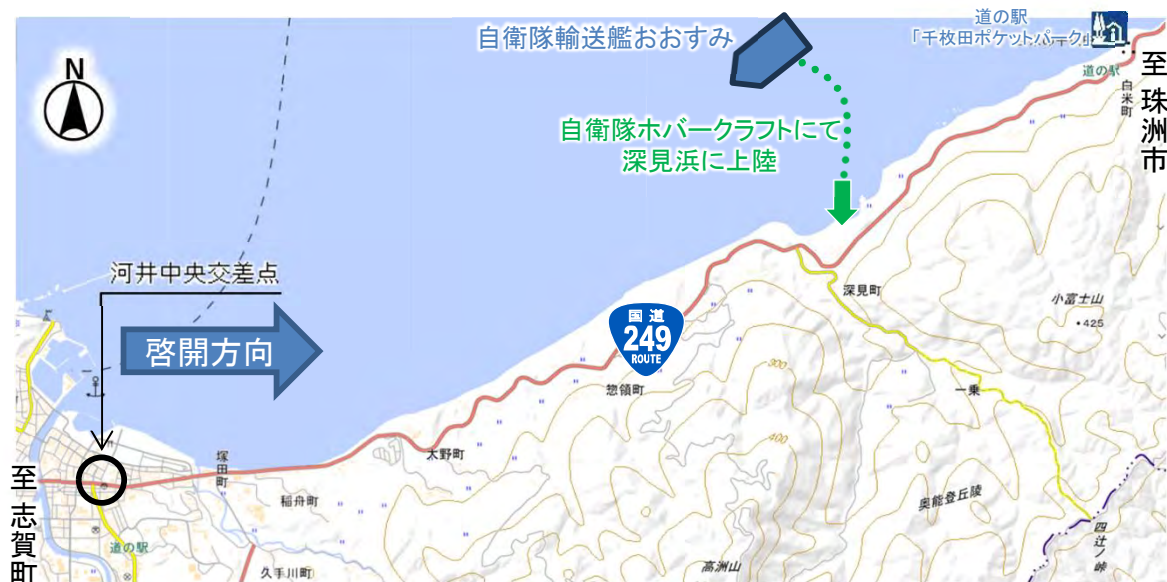 自衛隊輸送艦おおすみ
道の駅
「千枚田ポケットパーク」
道の駅
至珠洲市
白米町
N
自衛隊ホバークラフトにて
深見浜に上陸
河井中央交差点
啓開方向
国道
249
ROUTE
深見町
小富士山
・425
300
惣領町
一乗
400
大野町
塚田町
稲舟町
奥能登丘陵
至志賀町
道の駅
久手川町
高洲山
四辻ノ峠